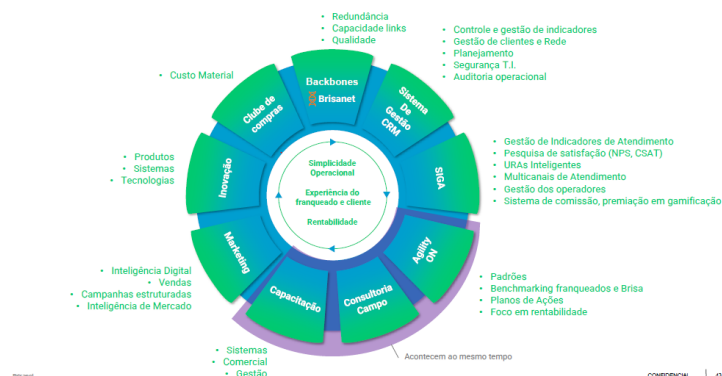 • Redundância
• Capacidade links
• Qualidade
• Controle e gestão de indicadores
• Gestão de clientes e Rede
• Planejamento
• Segurança T.I.
• Auditoria operacional
• Custo Material
Backbones
Brisanet
Clube de
compras
Sistema
De
Gestão
CRM
• Gestão de Indicadores de Atendimento
• Pesquisa de satisfação (NPS, CSAT)
• URAs Inteligentes
• Multicanais de Atendimento
• Gestão dos operadores
• Sistema de comissão, premiação em gamificação
• Produtos
• Sistemas
• Tecnologias
Inovação
Simplicidade
Operacional
Experiência do
franqueado e cliente
Rentabilidade
SIGA
Marketing
Agility
ON
• Inteligência Digital
• Vendas
• Campanhas estruturadas
• Inteligência de Mercado
• Padrões
• Benchmarking franqueados e Brisa
• Planos de Ações
• Foco em rentabilidade
Capacitação
Consultoria
Campo
• Sistemas
• Comercial
• Gestão
Acontecem ao mesmo tempo
CONFIDENCIAL